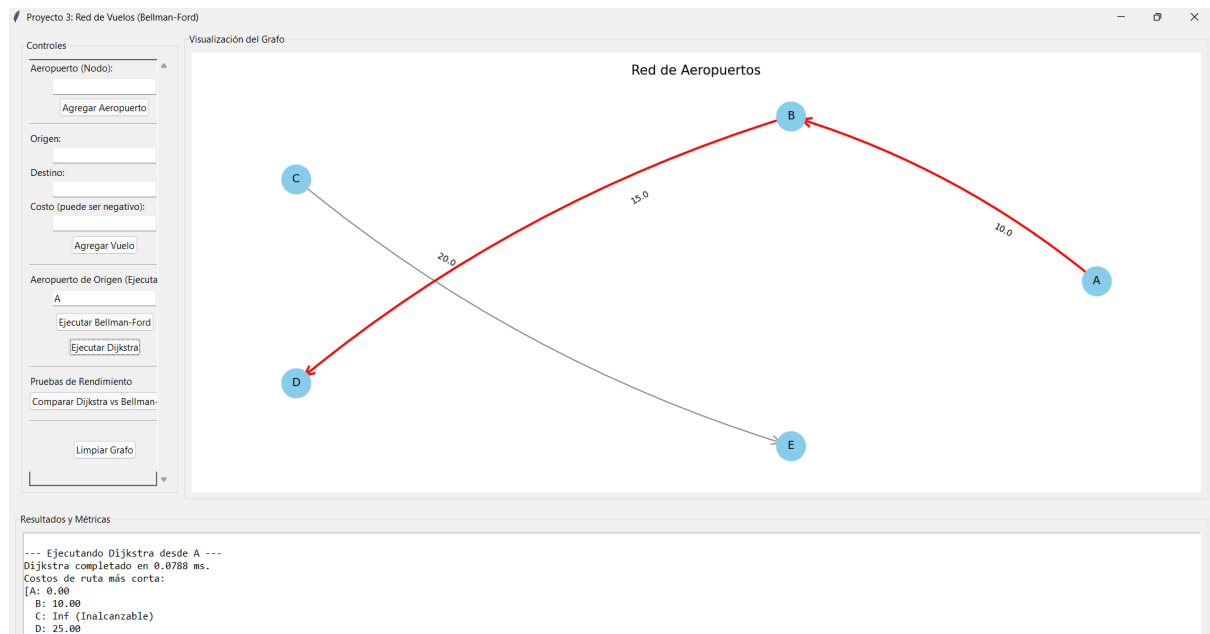 Proyecto 3: Red de Vuelos (Bellman-Ford)
Controles
Aeropuerto (Nodo):
Agregar Aeropuerto
Origen:
Destino:
Costo (puede ser negativo):
Agregar Vuelo
Aeropuerto de Origen (Ejecuta
A
Ejecutar Bellman-Ford
Ejecutar Dijkstra
Pruebas de Rendimiento
Comparar Dijkstra vs Bellman-
Limpiar Grafo
Visualización del Grafo
Red de Aeropuertos
B
C
15.0
10.0
20.0
A
D
E
Resultados y Métricas
--- Ejecutando Dijkstra desde A ---
Dijkstra completado en 0.0788 ms.
Costos de ruta más corta:
[A: 0.00
B: 10.00
C: Inf (Inalcanzable)
D: 25.00